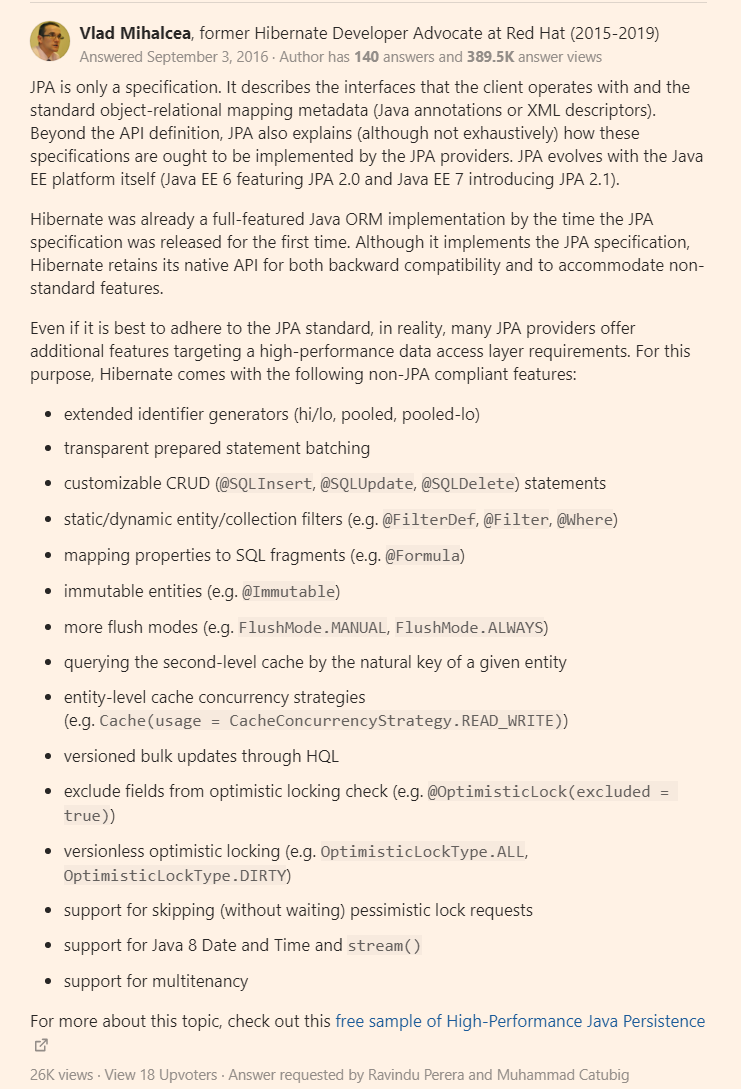 Vlad Mihalcea, former Hibernate Developer Advocate at Red Hat (2015-2019)
Answered September 3, 2016 · Author has 140 answers and 389.5K answer views
JPA is only a specification. It describes the interfaces that the client operates with and the
standard object-relational mapping metadata (Java annotations or XML descriptors).
Beyond the API definition, JPA also explains (although not exhaustively) how these
specifications are ought to be implemented by the JPA providers. JPA evolves with the Java
EE platform itself (Java EE 6 featuring JPA 2.0 and Java EE 7 introducing JPA 2.1).
Hibernate was already a full-featured Java ORM implementation by the time the JPA
specification was released for the first time. Although it implements the JPA specification,
Hibernate retains its native API for both backward compatibility and to accommodate non-
standard features.
Even if it is best to adhere to the JPA standard, in reality, many JPA providers offer
additional features targeting a high-performance data access layer requirements. For this
purpose, Hibernate comes with the following non-JPA compliant features:
• extended identifier generators (hi/lo, pooled, pooled-lo)
• transparent prepared statement batching
• customizable CRUD (@SQLInsert, @SQLUpdate, @SQLDelete) statements
• static/dynamic entity/collection filters (e.g. @FilterDef, @Filter, @Where)
• mapping properties to SQL fragments (e.g. @Formula)
• immutable entities (e.g. @Immutable)
• more flush modes (e.g. FlushMode.MANUAL, FlushMode.ALWAYS)
• querying the second-level cache by the natural key of a given entity
• entity-level cache concurrency strategies
(e.g. Cache(usage = CacheConcurrencyStrategy.READ_WRITE))
• versioned bulk updates through HQL
• exclude fields from optimistic locking check (e.g. @OptimisticLock(excluded =
true))
• versionless optimistic locking (e.g. OptimisticLockType.ALL,
OptimisticLockType.DIRTY)
• support for skipping (without waiting) pessimistic lock requests
• support for Java 8 Date and Time and stream()
• support for multitenancy
For more about this topic, check out this free sample of High-Performance Java Persistence
26K views · View 18 Upvoters · Answer requested by Ravindu Perera and Muhammad Catubig